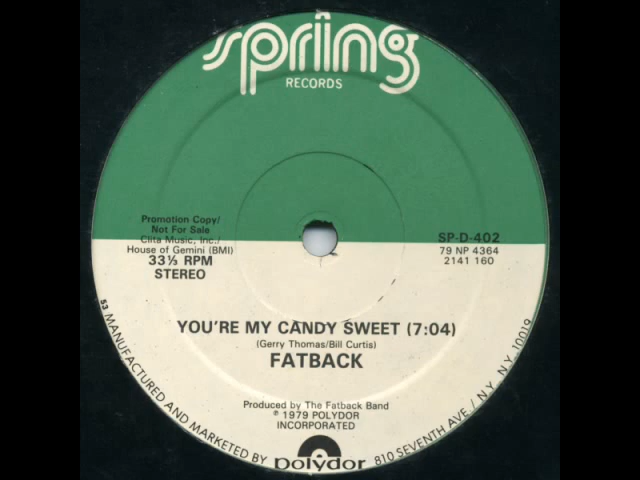 spring
RECORDS
Promotion Copy/
Not For Sale
Clita Music, Inc./
House of Gemini (BMI)
33⅓ RPM
STEREO
SP-D-402
79 NP 4364
2141 160
YOU'RE MY CANDY SWEET (7:04)
(Gerry Thomas/Bill Curtis)
FATBACK
Produced by The Fatback Band
℗ 1979 POLYDOR
INCORPORATED
53 MANUFACTURED AND MARKETED BY polydor 810 SEVENTH AVE./ N.Y. N.Y. 10019